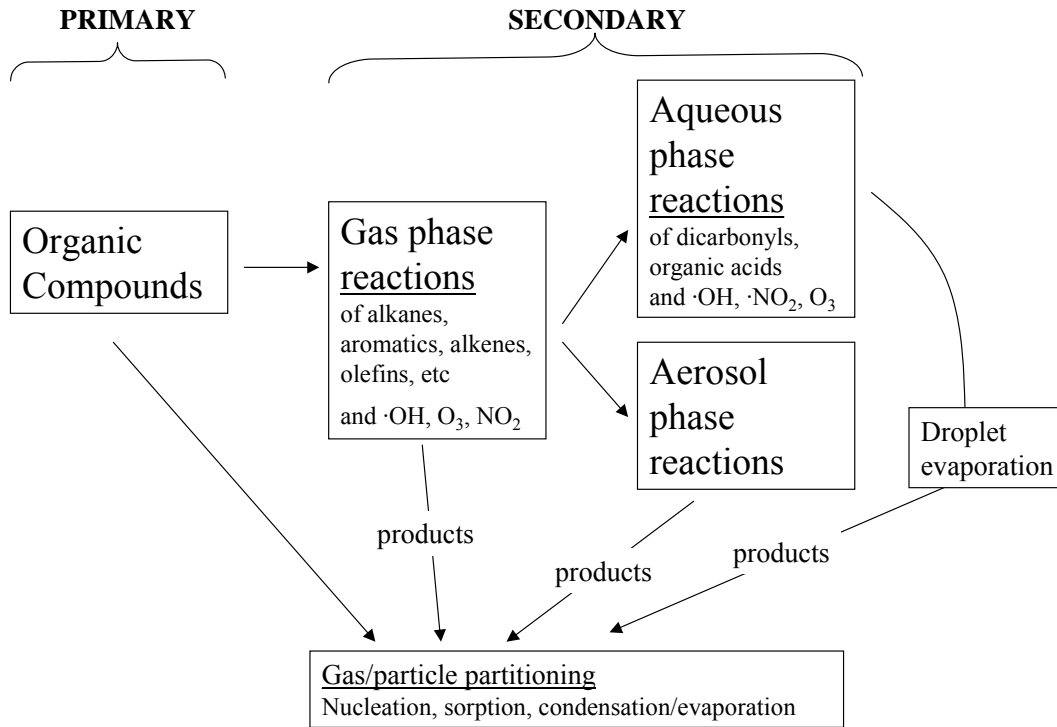 PRIMARY
SECONDARY
Organic
Compounds
Gas phase
reactions
of alkanes,
aromatics, alkenes,
olefins, etc
and ·OH, O₃, NO₂
Aqueous
phase
reactions
of dicarbonyls,
organic acids
and ·OH, ·NO₂, O₃
Aerosol
phase
reactions
Droplet
evaporation
products
products
products
Gas/particle partitioning
Nucleation, sorption, condensation/evaporation